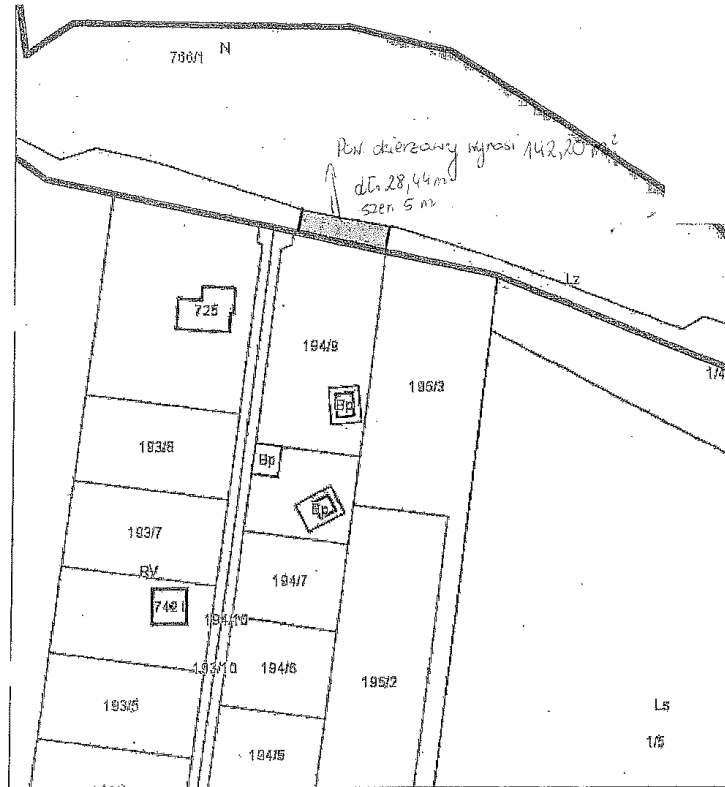 N
766/1
Pow. dzierżawy wynosi 142,20 m²
dł. 28,44 m
szer. 5 m
Lz
725
194/9
196/3
1/4
Bp
193/8
Bp
Bp
193/7
194/7
RV
742
194/10
193/10
194/6
195/2
193/5
Ls
1/5
194/5